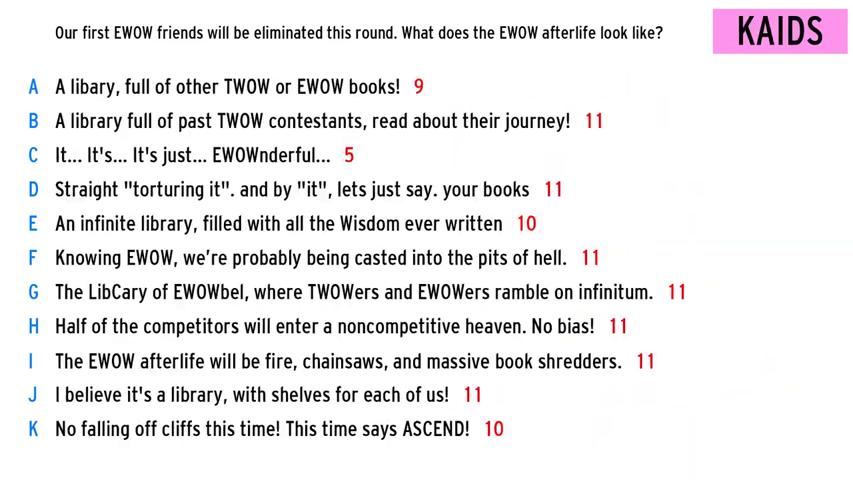 Our first EWOW friends will be eliminated this round. What does the EWOW afterlife look like?
KAIDS
A A libary, full of other TWOW or EWOW books! 9
B A library full of past TWOW contestants, read about their journey! 11
C It... It's... It's just... EWOWnderful... 5
D Straight "torturing it". and by "it", lets just say. your books 11
E An infinite library, filled with all the Wisdom ever written 10
F Knowing EWOW, we're probably being casted into the pits of hell. 11
G The LibCary of EWOWbel, where TWOWers and EWOWers ramble on infinitum. 11
H Half of the competitors will enter a noncompetitive heaven. No bias! 11
I The EWOW afterlife will be fire, chainsaws, and massive book shredders. 11
J I believe it's a library, with shelves for each of us! 11
K No falling off cliffs this time! This time says ASCEND! 10